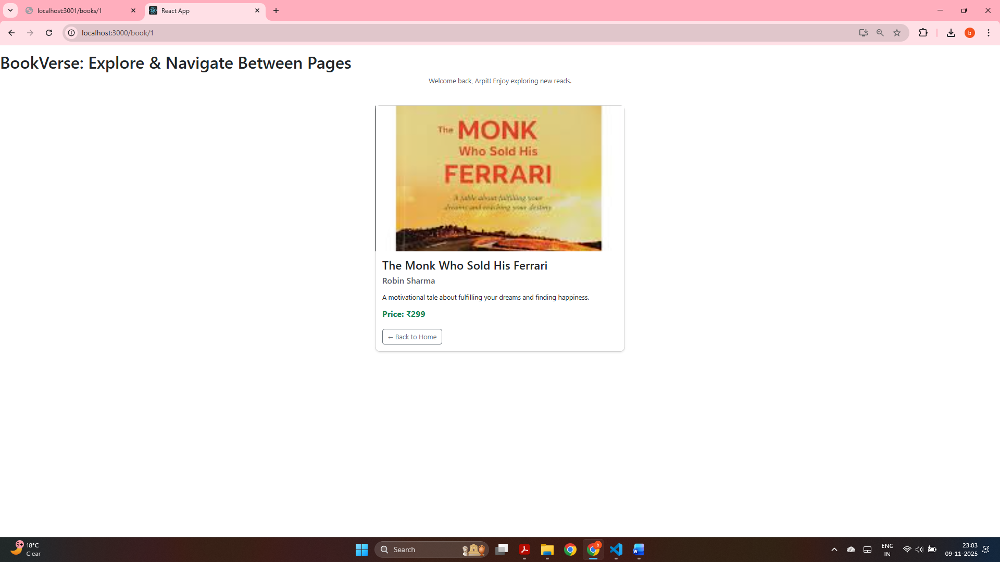 localhost:3001/books/1
React App
localhost:3000/book/1
b
BookVerse: Explore & Navigate Between Pages
Welcome back, Arpit! Enjoy exploring new reads.
The MONK
Who Sold His
FERRARI
A fable about fulfilling your
dreams and reaching your destiny
The Monk Who Sold His Ferrari
Robin Sharma
A motivational tale about fulfilling your dreams and finding happiness.
Price: ₹299
← Back to Home
9+
18°C
Clear
Search
b
ENG
IN
23:03
09-11-2025